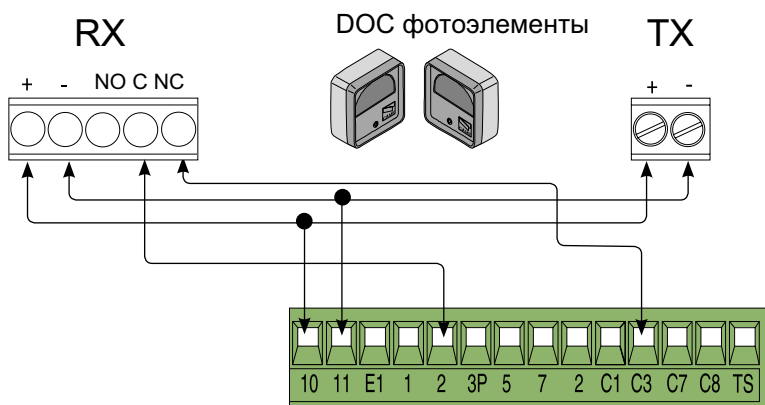 RX
DOC фотоэлементы
TX
+ - NO C NC
+ -
10 11 E1 1 2 3P 5 7 2 C1 C3 C7 C8 TS